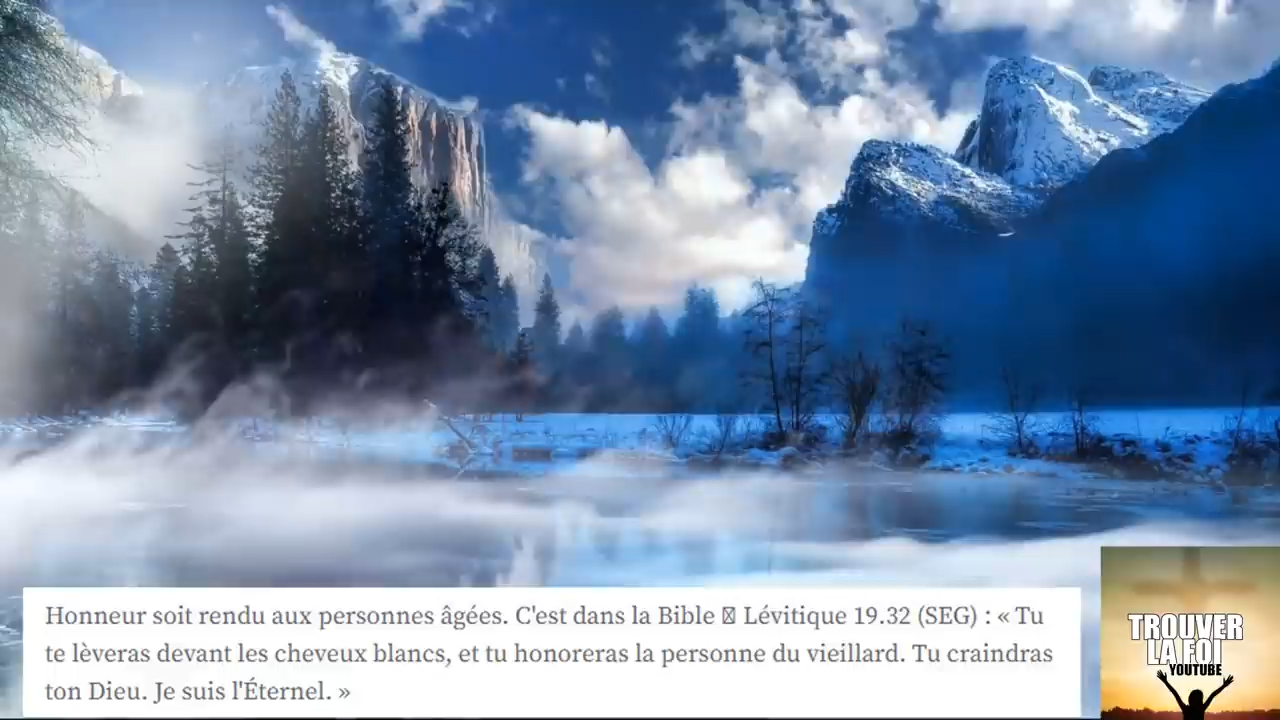 Honneur soit rendu aux personnes âgées. C'est dans la Bible  Lévitique 19.32 (SEG) : « Tu
te lèveras devant les cheveux blancs, et tu honoreras la personne du vieillard. Tu craindras
ton Dieu. Je suis l'Éternel. »
TROUVER
LA FOI
YOUTUBE